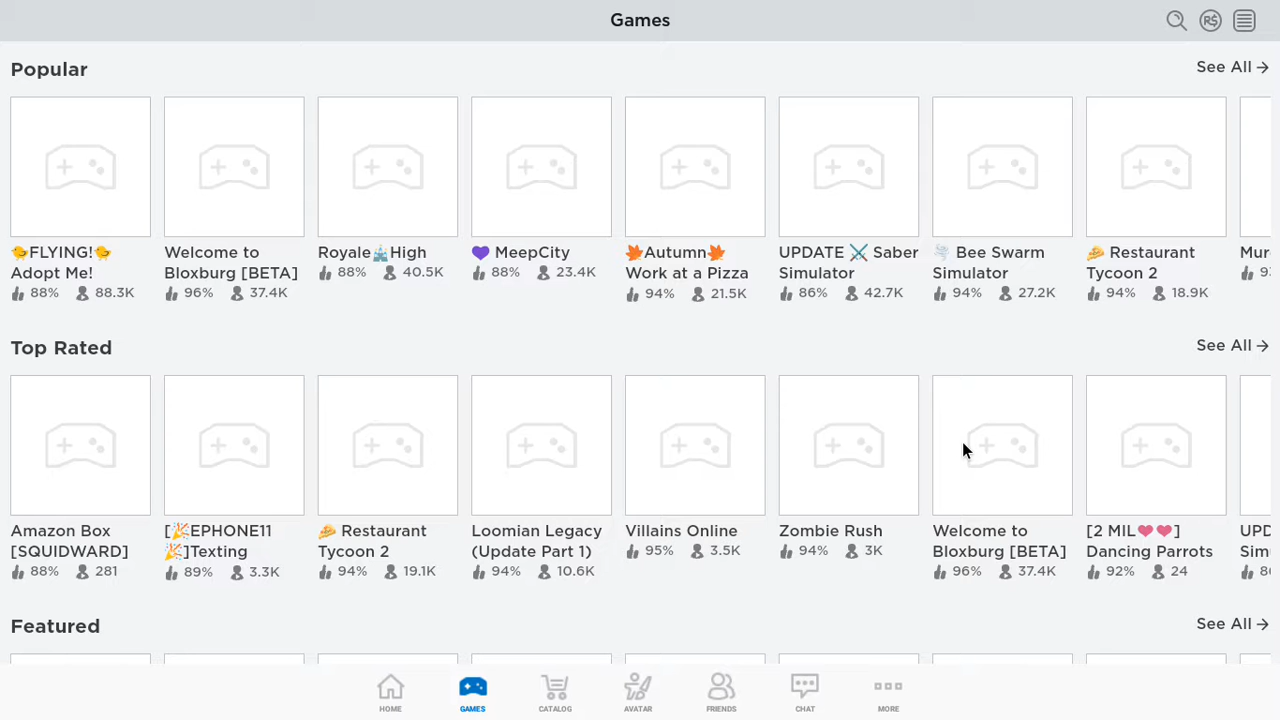 Games
R$
Popular
See All →
🐤FLYING!🐤
Adopt Me!
88% 88.3K
Welcome to
Bloxburg [BETA]
96% 37.4K
Royale🏰High
88% 40.5K
💜 MeepCity
88% 23.4K
🍁Autumn🍁
Work at a Pizza
94% 21.5K
UPDATE ⚔️ Saber
Simulator
86% 42.7K
🌪️ Bee Swarm
Simulator
94% 27.2K
🧀 Restaurant
Tycoon 2
94% 18.9K
Mur
Top Rated
See All →
Amazon Box
[SQUIDWARD]
88% 281
[🎉EPHONE11
🎉]Texting
89% 3.3K
🧀 Restaurant
Tycoon 2
94% 19.1K
Loomian Legacy
(Update Part 1)
94% 10.6K
Villains Online
95% 3.5K
Zombie Rush
94% 3K
Welcome to
Bloxburg [BETA]
96% 37.4K
[2 MIL❤️❤️]
Dancing Parrots
92% 24
UPD
Featured
See All →
HOME
GAMES
CATALOG
AVATAR
FRIENDS
CHAT
MORE